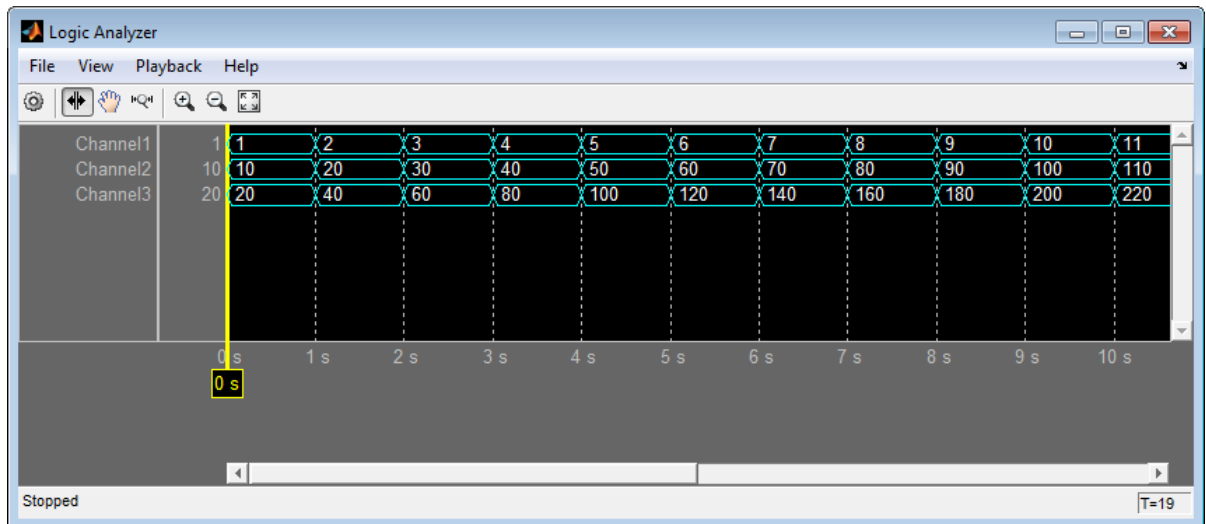 Logic Analyzer
File View Playback Help
Channel1 1 1 2 3 4 5 6 7 8 9 10 11
Channel2 10 10 20 30 40 50 60 70 80 90 100 110
Channel3 20 20 40 60 80 100 120 140 160 180 200 220
0 s 1 s 2 s 3 s 4 s 5 s 6 s 7 s 8 s 9 s 10 s
0 s
Stopped T=19